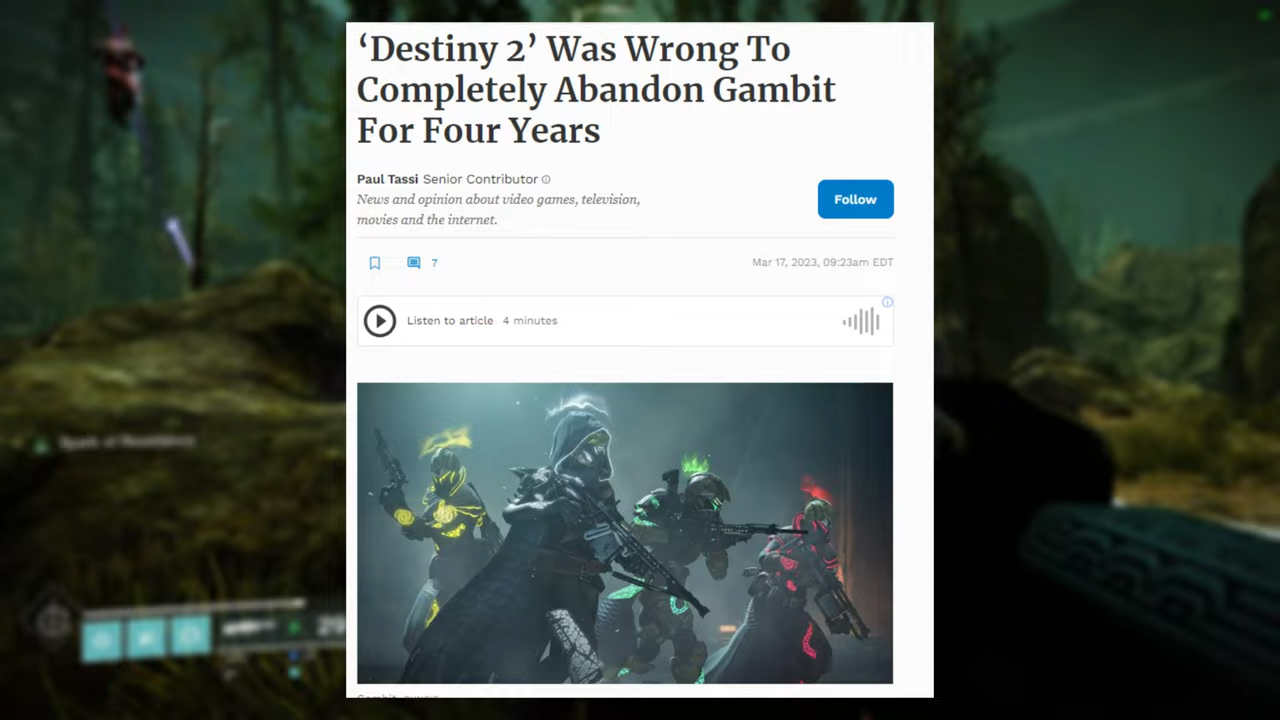 ‘Destiny 2’ Was Wrong To
Completely Abandon Gambit
For Four Years
Paul Tassi Senior Contributor
News and opinion about video games, television,
movies and the internet.
Follow
7
Mar 17, 2023, 09:23am EDT
Listen to article 4 minutes